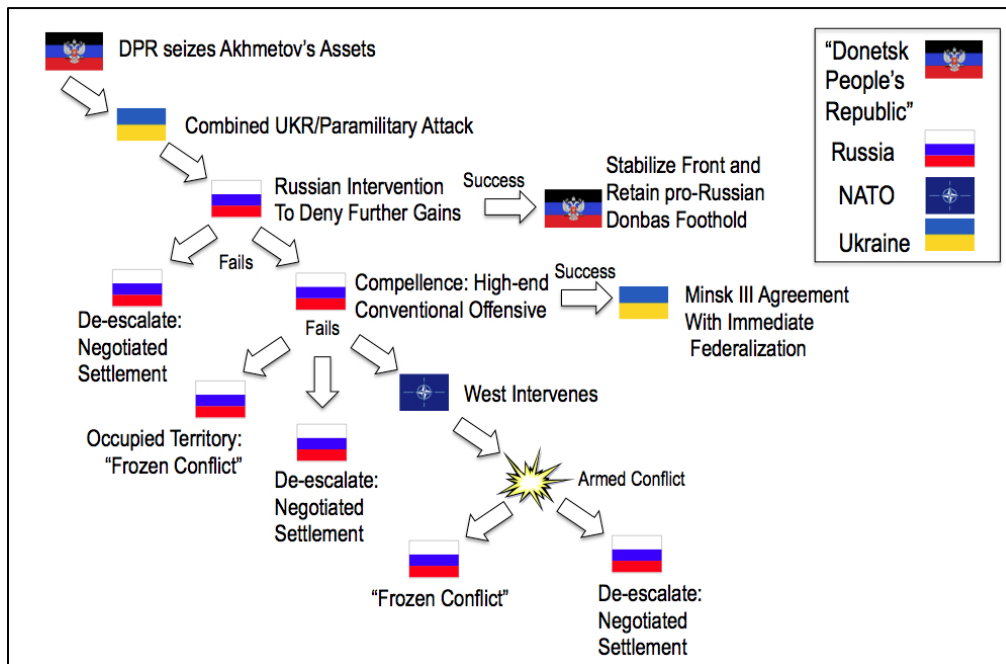 DPR seizes Akhmetov's Assets
Combined UKR/Paramilitary Attack
Russian Intervention
To Deny Further Gains
Success
Stabilize Front and
Retain pro-Russian
Donbas Foothold
Fails
De-escalate:
Negotiated
Settlement
Compellence: High-end
Conventional Offensive
Success
Minsk III Agreement
With Immediate
Federalization
Fails
Occupied Territory:
“Frozen Conflict”
De-escalate:
Negotiated
Settlement
West Intervenes
Armed Conflict
“Frozen Conflict”
De-escalate:
Negotiated
Settlement
“Donetsk
People's
Republic”
Russia
NATO
Ukraine